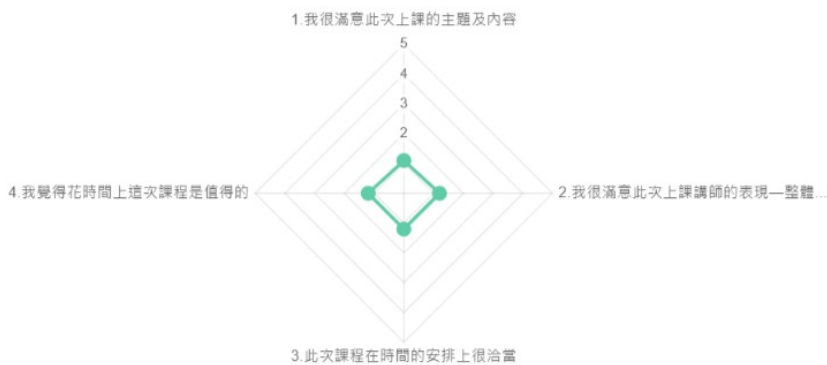 1.我很滿意此次上課的主題及內容
5
4
3
2
4.我覺得花時間上這次課程是值得的
2.我很滿意此次上課講師的表現—整體...
3.此次課程在時間的安排上很洽當